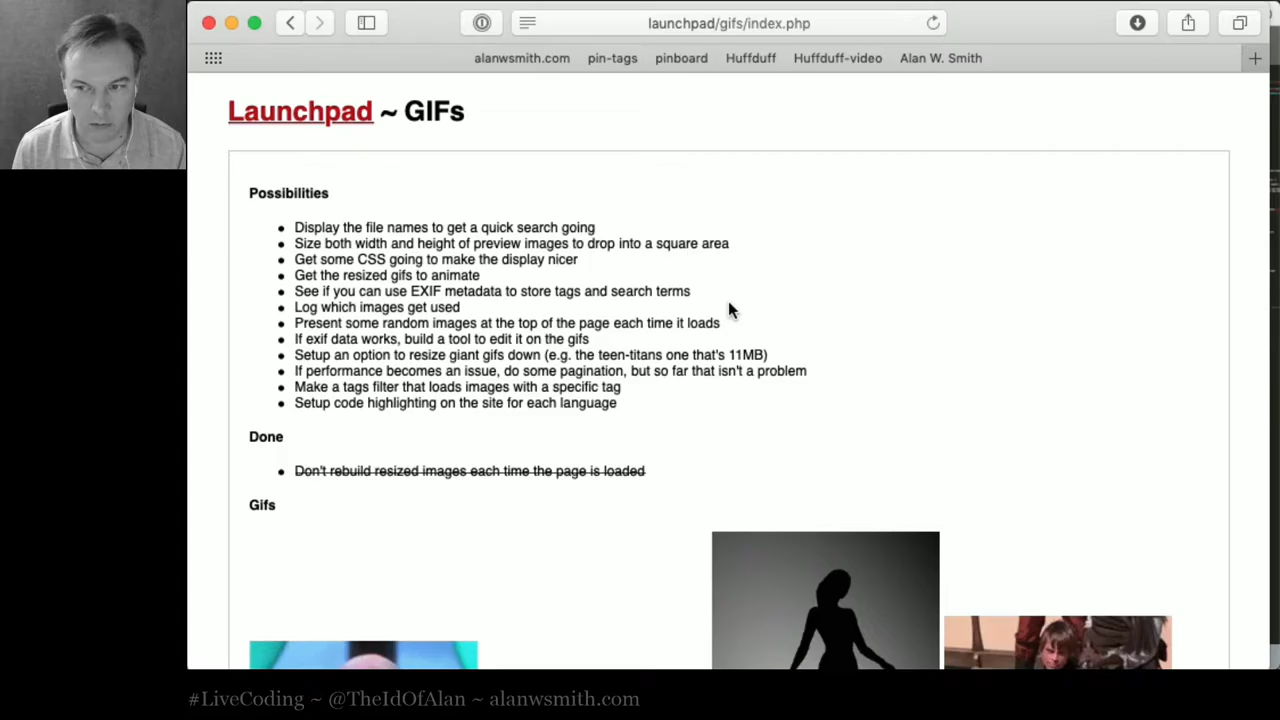 launchpad/gifs/index.php
alanwsmith.com pin-tags pinboard Huffduff Huffduff-video Alan W. Smith
Launchpad ~ GIFs
Possibilities
• Display the file names to get a quick search going
• Size both width and height of preview images to drop into a square area
• Get some CSS going to make the display nicer
• Get the resized gifs to animate
• See if you can use EXIF metadata to store tags and search terms
• Log which images get used
• Present some random images at the top of the page each time it loads
• If exif data works, build a tool to edit it on the gifs
• Setup an option to resize giant gifs down (e.g. the teen-titans one that's 11MB)
• If performance becomes an issue, do some pagination, but so far that isn't a problem
• Make a tags filter that loads images with a specific tag
• Setup code highlighting on the site for each language
Done
• Don't rebuild resized images each time the page is loaded
Gifs
#LiveCoding ~ @TheIdOfAlan ~ alanwsmith.com